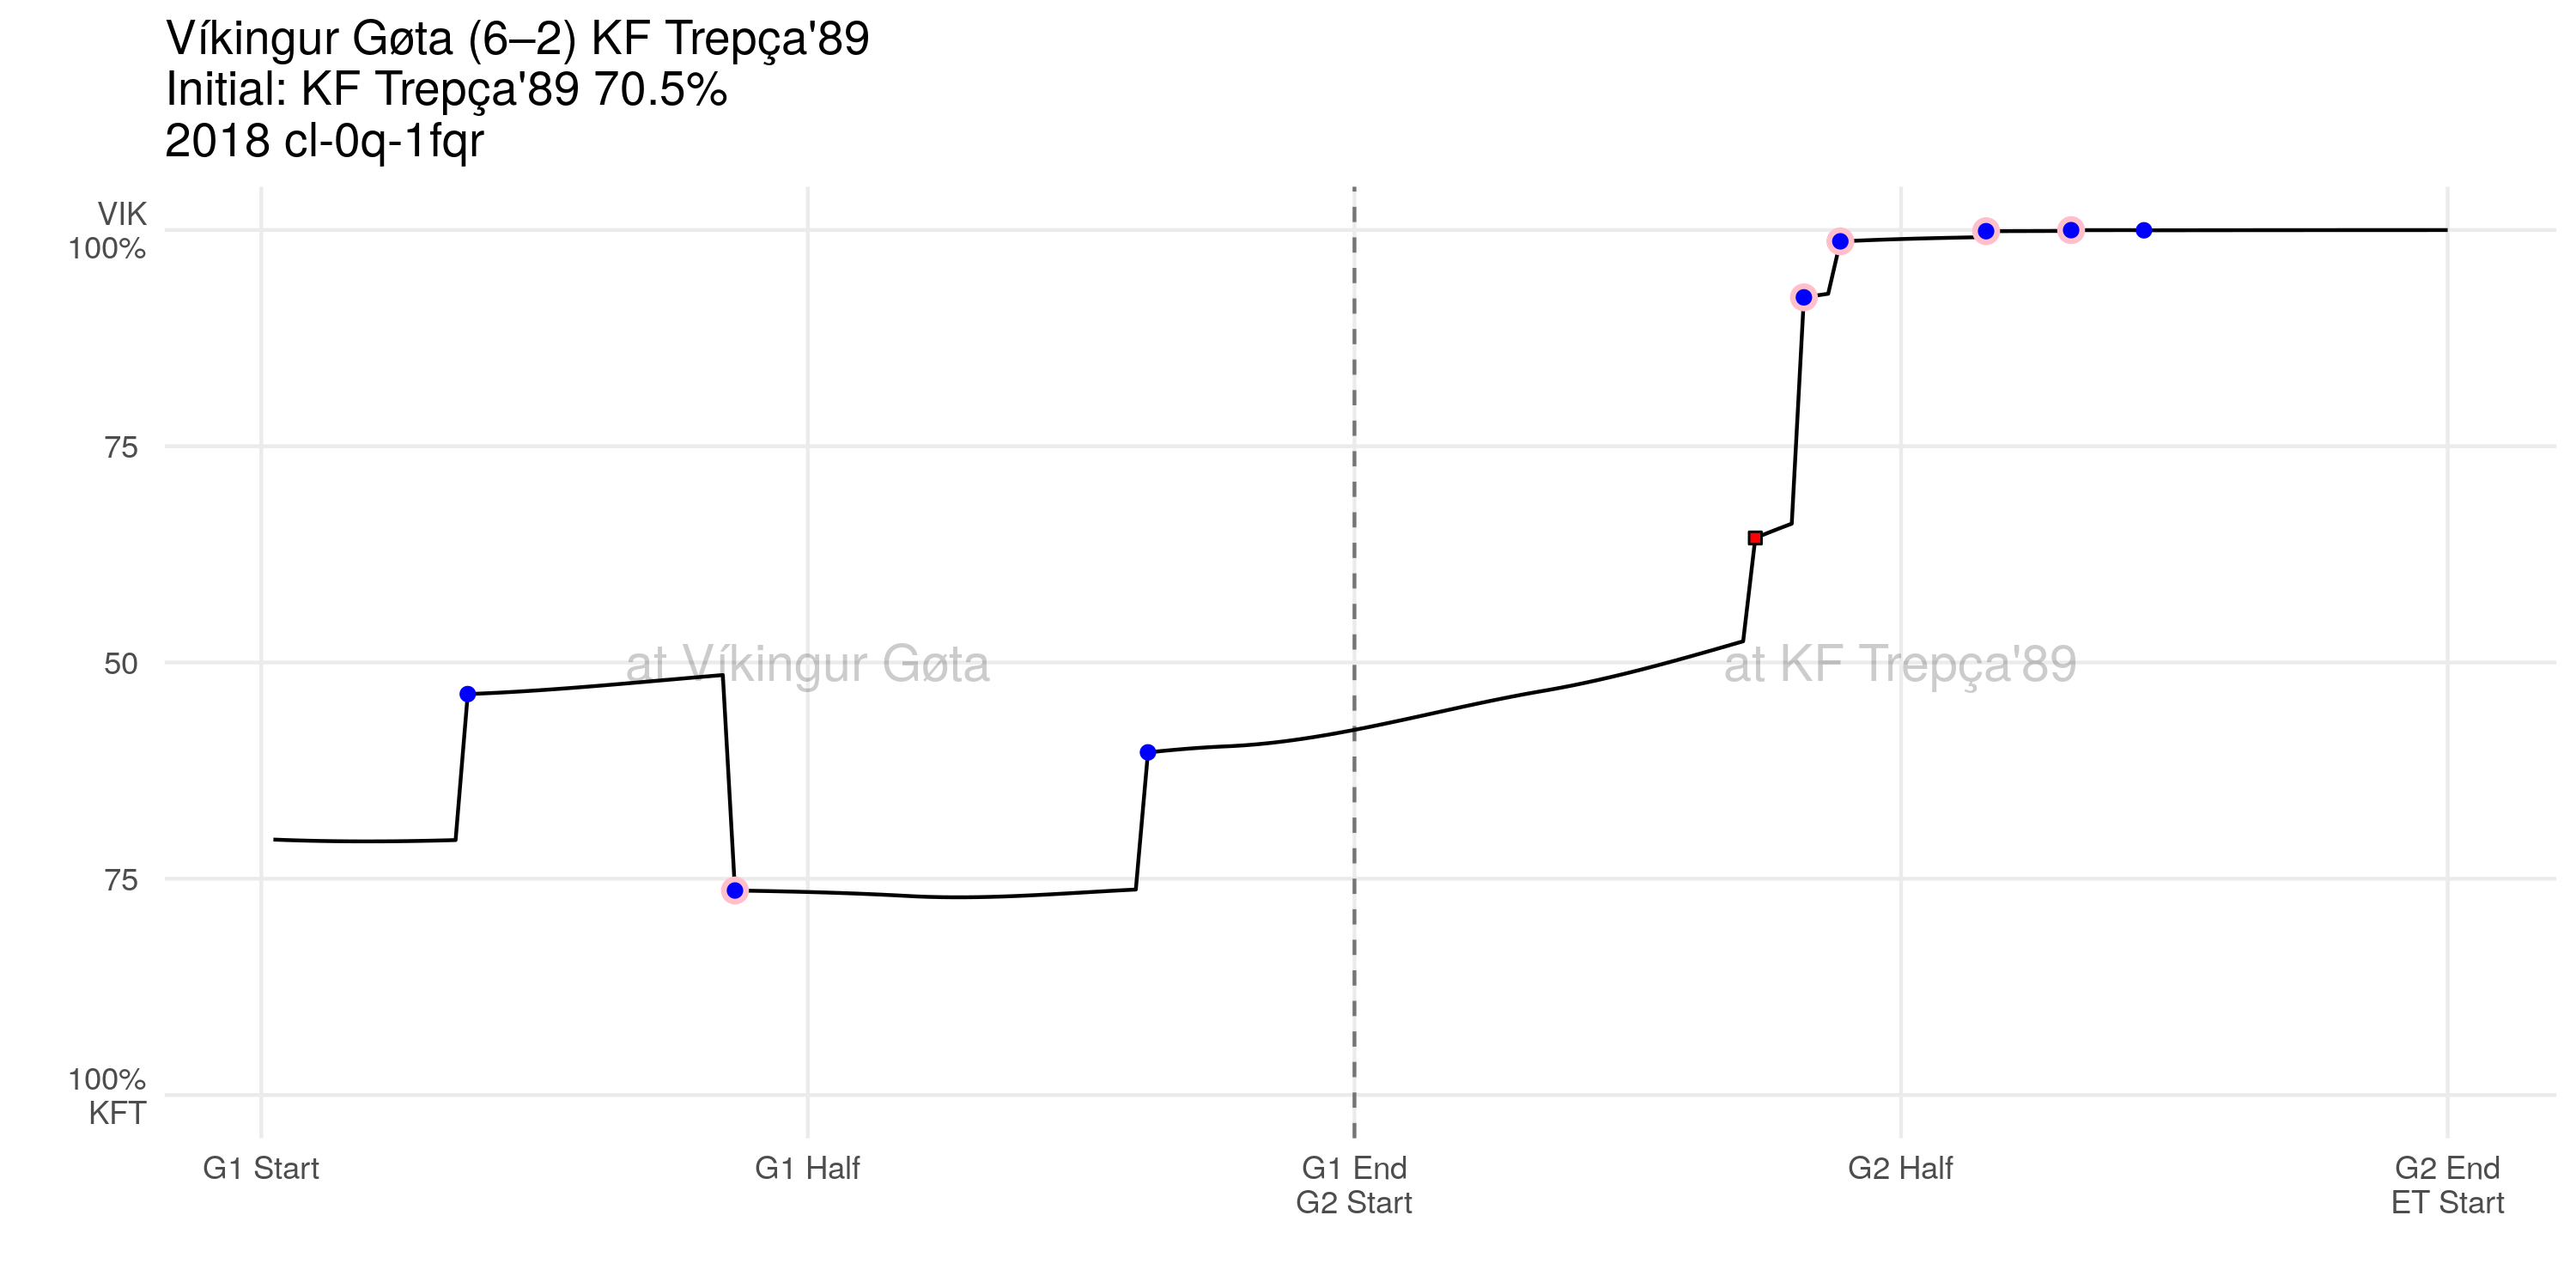 Víkingur Gøta (6–2) KF Trepça'89
Initial: KF Trepça'89 70.5%
2018 cl-0q-1fqr
VIK
100%
75
50
75
100%
KFT
at Víkingur Gøta
at KF Trepça'89
G1 Start
G1 Half
G1 End
G2 Start
G2 Half
G2 End
ET Start